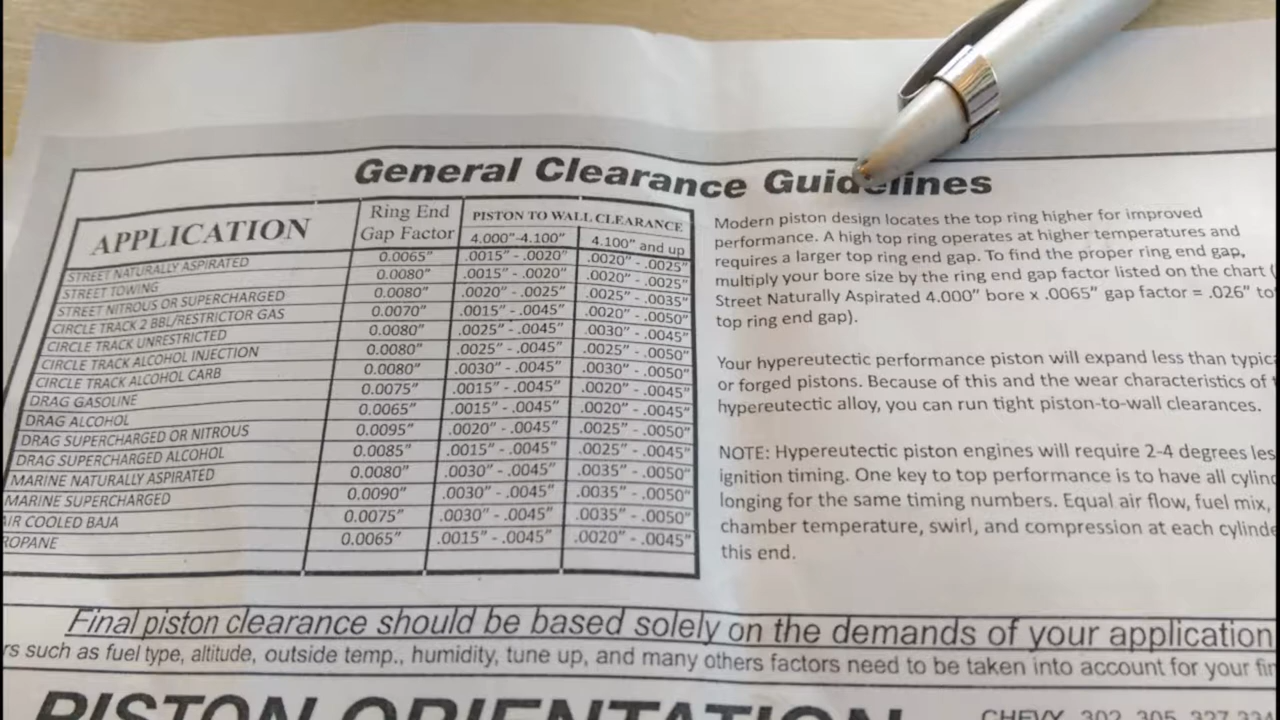 General Clearance Guidelines
APPLICATION
Ring End
Gap Factor
PISTON TO WALL CLEARANCE
4.000"-4.100" 4.100" and up
STREET NATURALLY ASPIRATED 0.0065" .0015" - .0020" .0020" - .0025"
STREET TOWING 0.0080" .0015" - .0020" .0020" - .0025"
STREET NITROUS OR SUPERCHARGED 0.0080" .0020" - .0025" .0025" - .0035"
CIRCLE TRACK 2 BBL/RESTRICTOR GAS 0.0070" .0015" - .0045" .0020" - .0050"
CIRCLE TRACK UNRESTRICTED 0.0080" .0025" - .0045" .0030" - .0045"
CIRCLE TRACK ALCOHOL INJECTION 0.0080" .0025" - .0045" .0025" - .0050"
CIRCLE TRACK ALCOHOL CARB 0.0080" .0030" - .0045" .0030" - .0050"
DRAG GASOLINE 0.0075" .0015" - .0045" .0020" - .0045"
DRAG ALCOHOL 0.0065" .0015" - .0045" .0020" - .0045"
DRAG SUPERCHARGED OR NITROUS 0.0095" .0020" - .0045" .0025" - .0050"
DRAG SUPERCHARGED ALCOHOL 0.0085" .0015" - .0045" .0025" - .0045"
MARINE NATURALLY ASPIRATED 0.0080" .0030" - .0045" .0035" - .0050"
MARINE SUPERCHARGED 0.0090" .0030" - .0045" .0035" - .0050"
AIR COOLED BAJA 0.0075" .0030" - .0045" .0035" - .0050"
ROPANE 0.0065" .0015" - .0045" .0020" - .0045"
Modern piston design locates the top ring higher for improved
performance. A high top ring operates at higher temperatures and
requires a larger top ring end gap. To find the proper ring end gap,
multiply your bore size by the ring end gap factor listed on the chart (
Street Naturally Aspirated 4.000" bore x .0065" gap factor = .026" to
top ring end gap).
Your hypereutectic performance piston will expand less than typic
or forged pistons. Because of this and the wear characteristics of
hypereutectic alloy, you can run tight piston-to-wall clearances.
NOTE: Hypereutectic piston engines will require 2-4 degrees les
ignition timing. One key to top performance is to have all cylin
longing for the same timing numbers. Equal air flow, fuel mix,
chamber temperature, swirl, and compression at each cylinde
this end.
Final piston clearance should be based solely on the demands of your application
rs such as fuel type, altitude, outside temp., humidity, tune up, and many others factors need to be taken into account for your fin
PISTON ORIENTATION
CHEVY 302, 305, 327